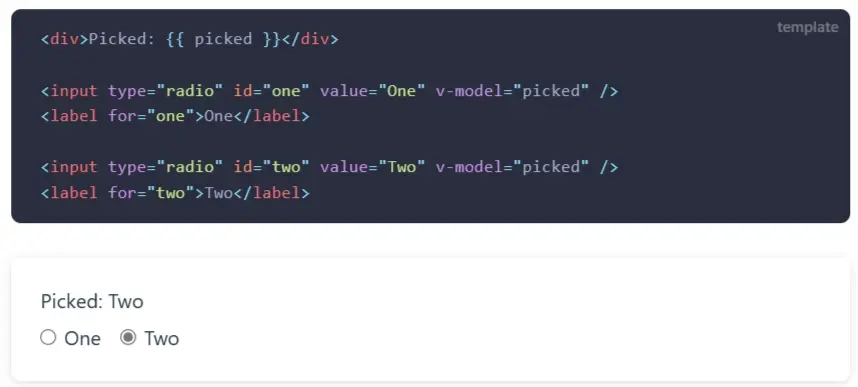 template
<div>Picked: {{ picked }}</div>
<input type="radio" id="one" value="One" v-model="picked" />
<label for="one">One</label>
<input type="radio" id="two" value="Two" v-model="picked" />
<label for="two">Two</label>
Picked: Two
One Two